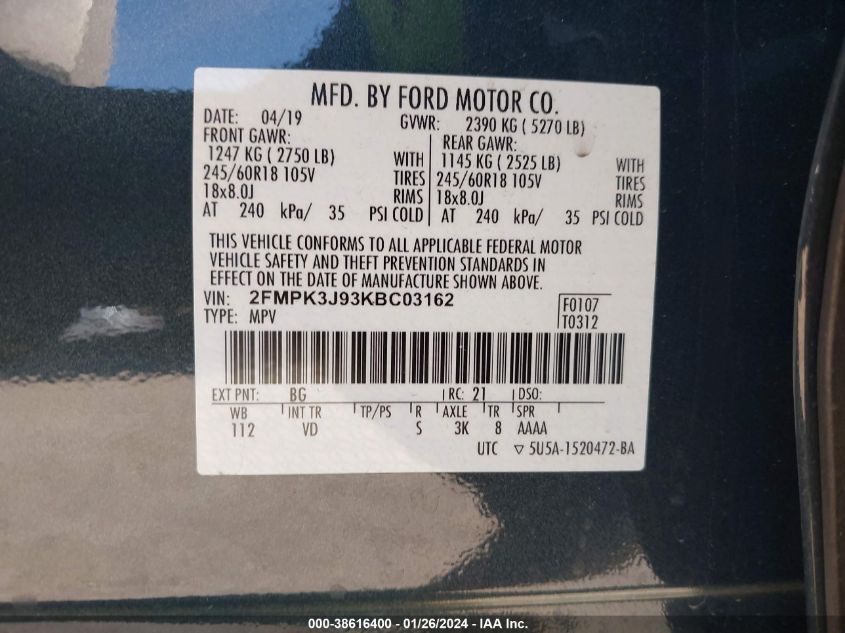 MFD. BY FORD MOTOR CO.
DATE: 04/19 GVWR: 2390 KG ( 5270 LB)
FRONT GAWR: REAR GAWR:
1247 KG ( 2750 LB) WITH 1145 KG ( 2525 LB) WITH
245/60R18 105V TIRES 245/60R18 105V TIRES
18x8.0J RIMS 18x8.0J RIMS
AT 240 kPa/ 35 PSI COLD AT 240 kPa/ 35 PSI COLD
THIS VEHICLE CONFORMS TO ALL APPLICABLE FEDERAL MOTOR
VEHICLE SAFETY AND THEFT PREVENTION STANDARDS IN
EFFECT ON THE DATE OF MANUFACTURE SHOWN ABOVE.
VIN: 2FMPK3J93KBC03162 F0107
TYPE: MPV T0312
EXT PNT: BG RC: 21 DSO:
WB INT TR TP/PS R AXLE TR SPR
112 VD S 3K 8 AAAA
UTC ▽ 5U5A-1520472-BA
000-38616400 - 01/26/2024 - IAA Inc.